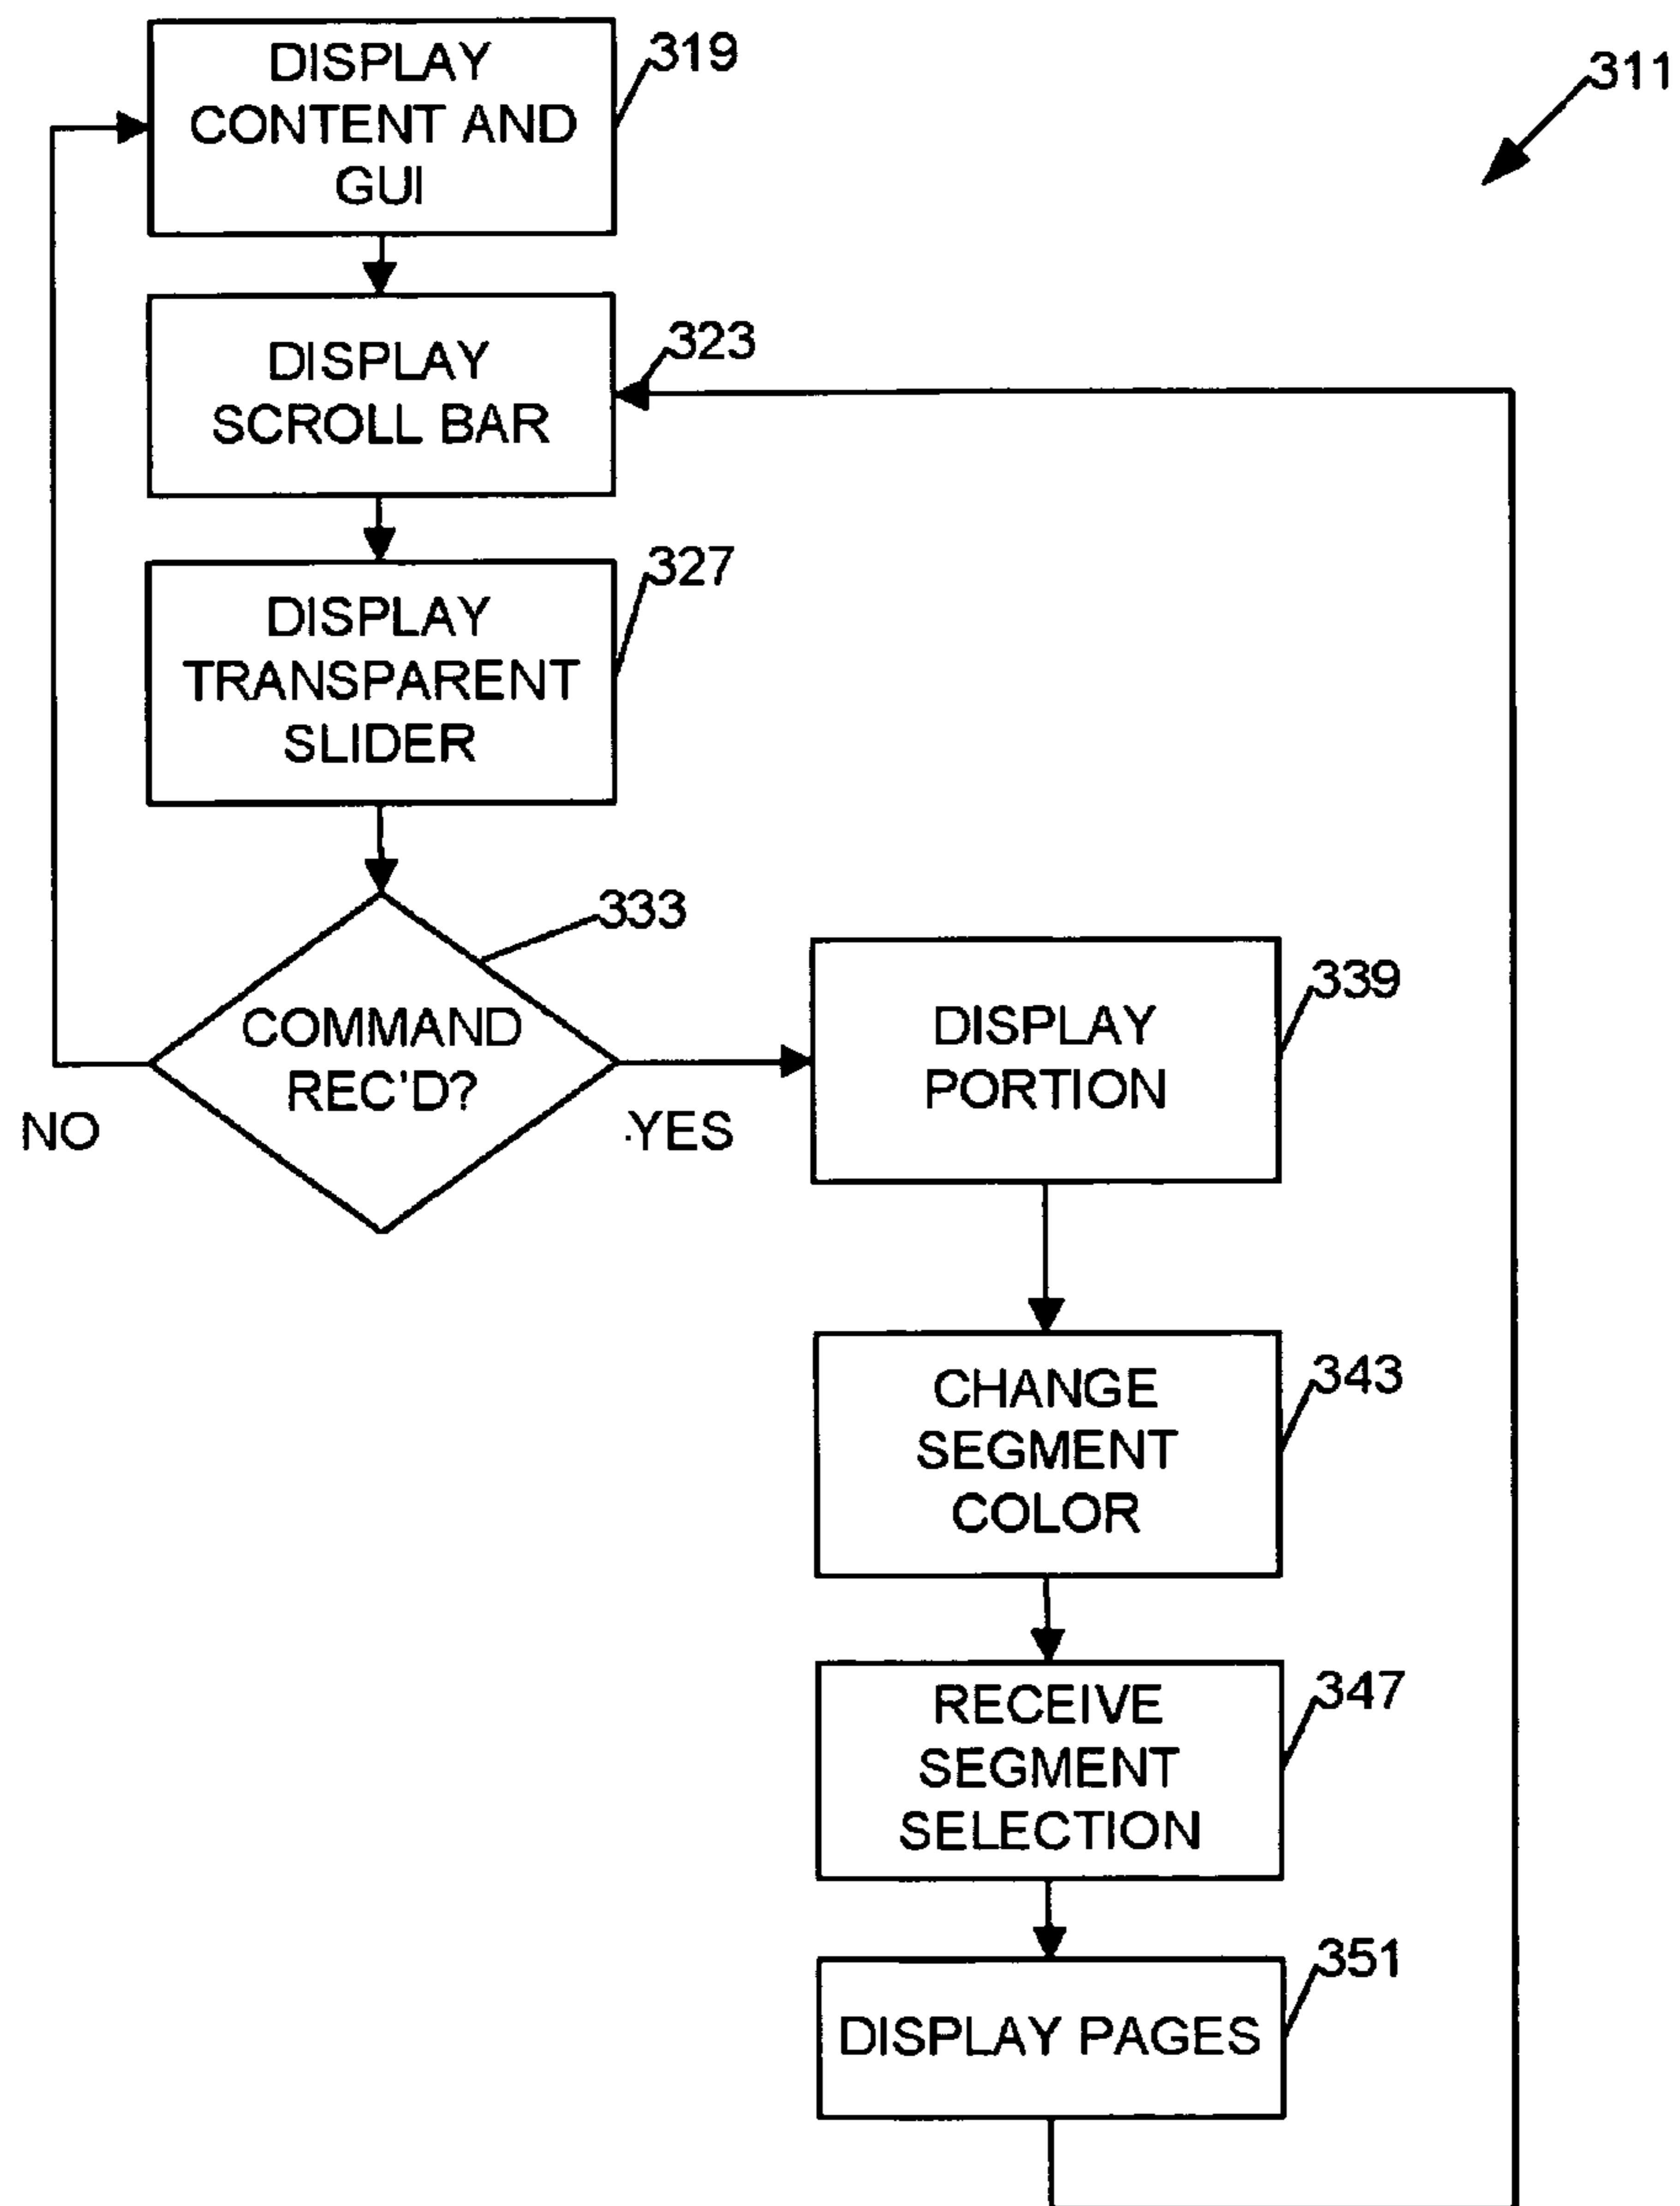 DISPLAY
CONTENT AND
GUI
319
311
DISPLAY
SCROLL BAR
323
DISPLAY
TRANSPARENT
SLIDER
327
COMMAND
REC'D?
333
NO
YES
DISPLAY
PORTION
339
CHANGE
SEGMENT
COLOR
343
RECEIVE
SEGMENT
SELECTION
347
DISPLAY PAGES
351